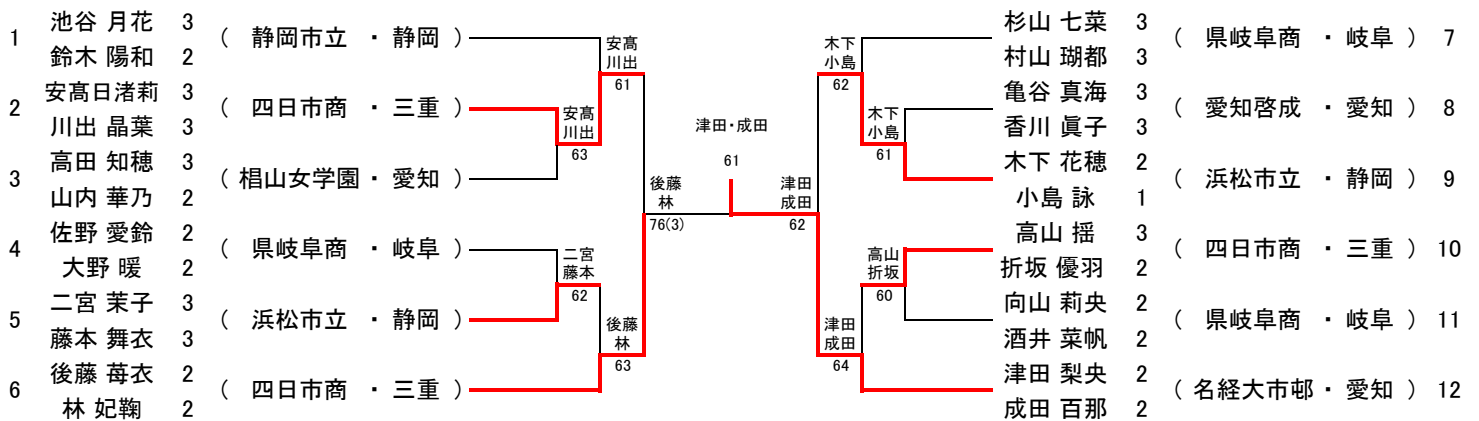 1 池谷 月花 3 ( 静岡市立 ・ 静岡 )
鈴木 陽和 2
2 安髙日渚莉 3 ( 四日市商 ・ 三重 )
川出 晶葉 3
3 高田 知穂 3 ( 椙山女学園 ・ 愛知 )
山内 華乃 2
4 佐野 愛鈴 2 ( 県岐阜商 ・ 岐阜 )
大野 暖 2
5 二宮 茉子 3 ( 浜松市立 ・ 静岡 )
藤本 舞衣 3
6 後藤 苺衣 2 ( 四日市商 ・ 三重 )
林 妃鞠 2
安髙
川出
63
二宮
藤本
62
安髙
川出
61
後藤
林
63
後藤
林
76(3)
津田・成田
61
津田
成田
62
木下
小島
62
津田
成田
64
木下
小島
61
高山
折坂
60
杉山 七菜 3 ( 県岐阜商 ・ 岐阜 ) 7
村山 瑚都 3
亀谷 真海 3 ( 愛知啓成 ・ 愛知 ) 8
香川 眞子 3
木下 花穂 2 ( 浜松市立 ・ 静岡 ) 9
小島 詠 1
高山 揺 3 ( 四日市商 ・ 三重 ) 10
折坂 優羽 2
向山 莉央 2 ( 県岐阜商 ・ 岐阜 ) 11
酒井 菜帆 2
津田 梨央 2 ( 名経大市邨 ・ 愛知 ) 12
成田 百那 2